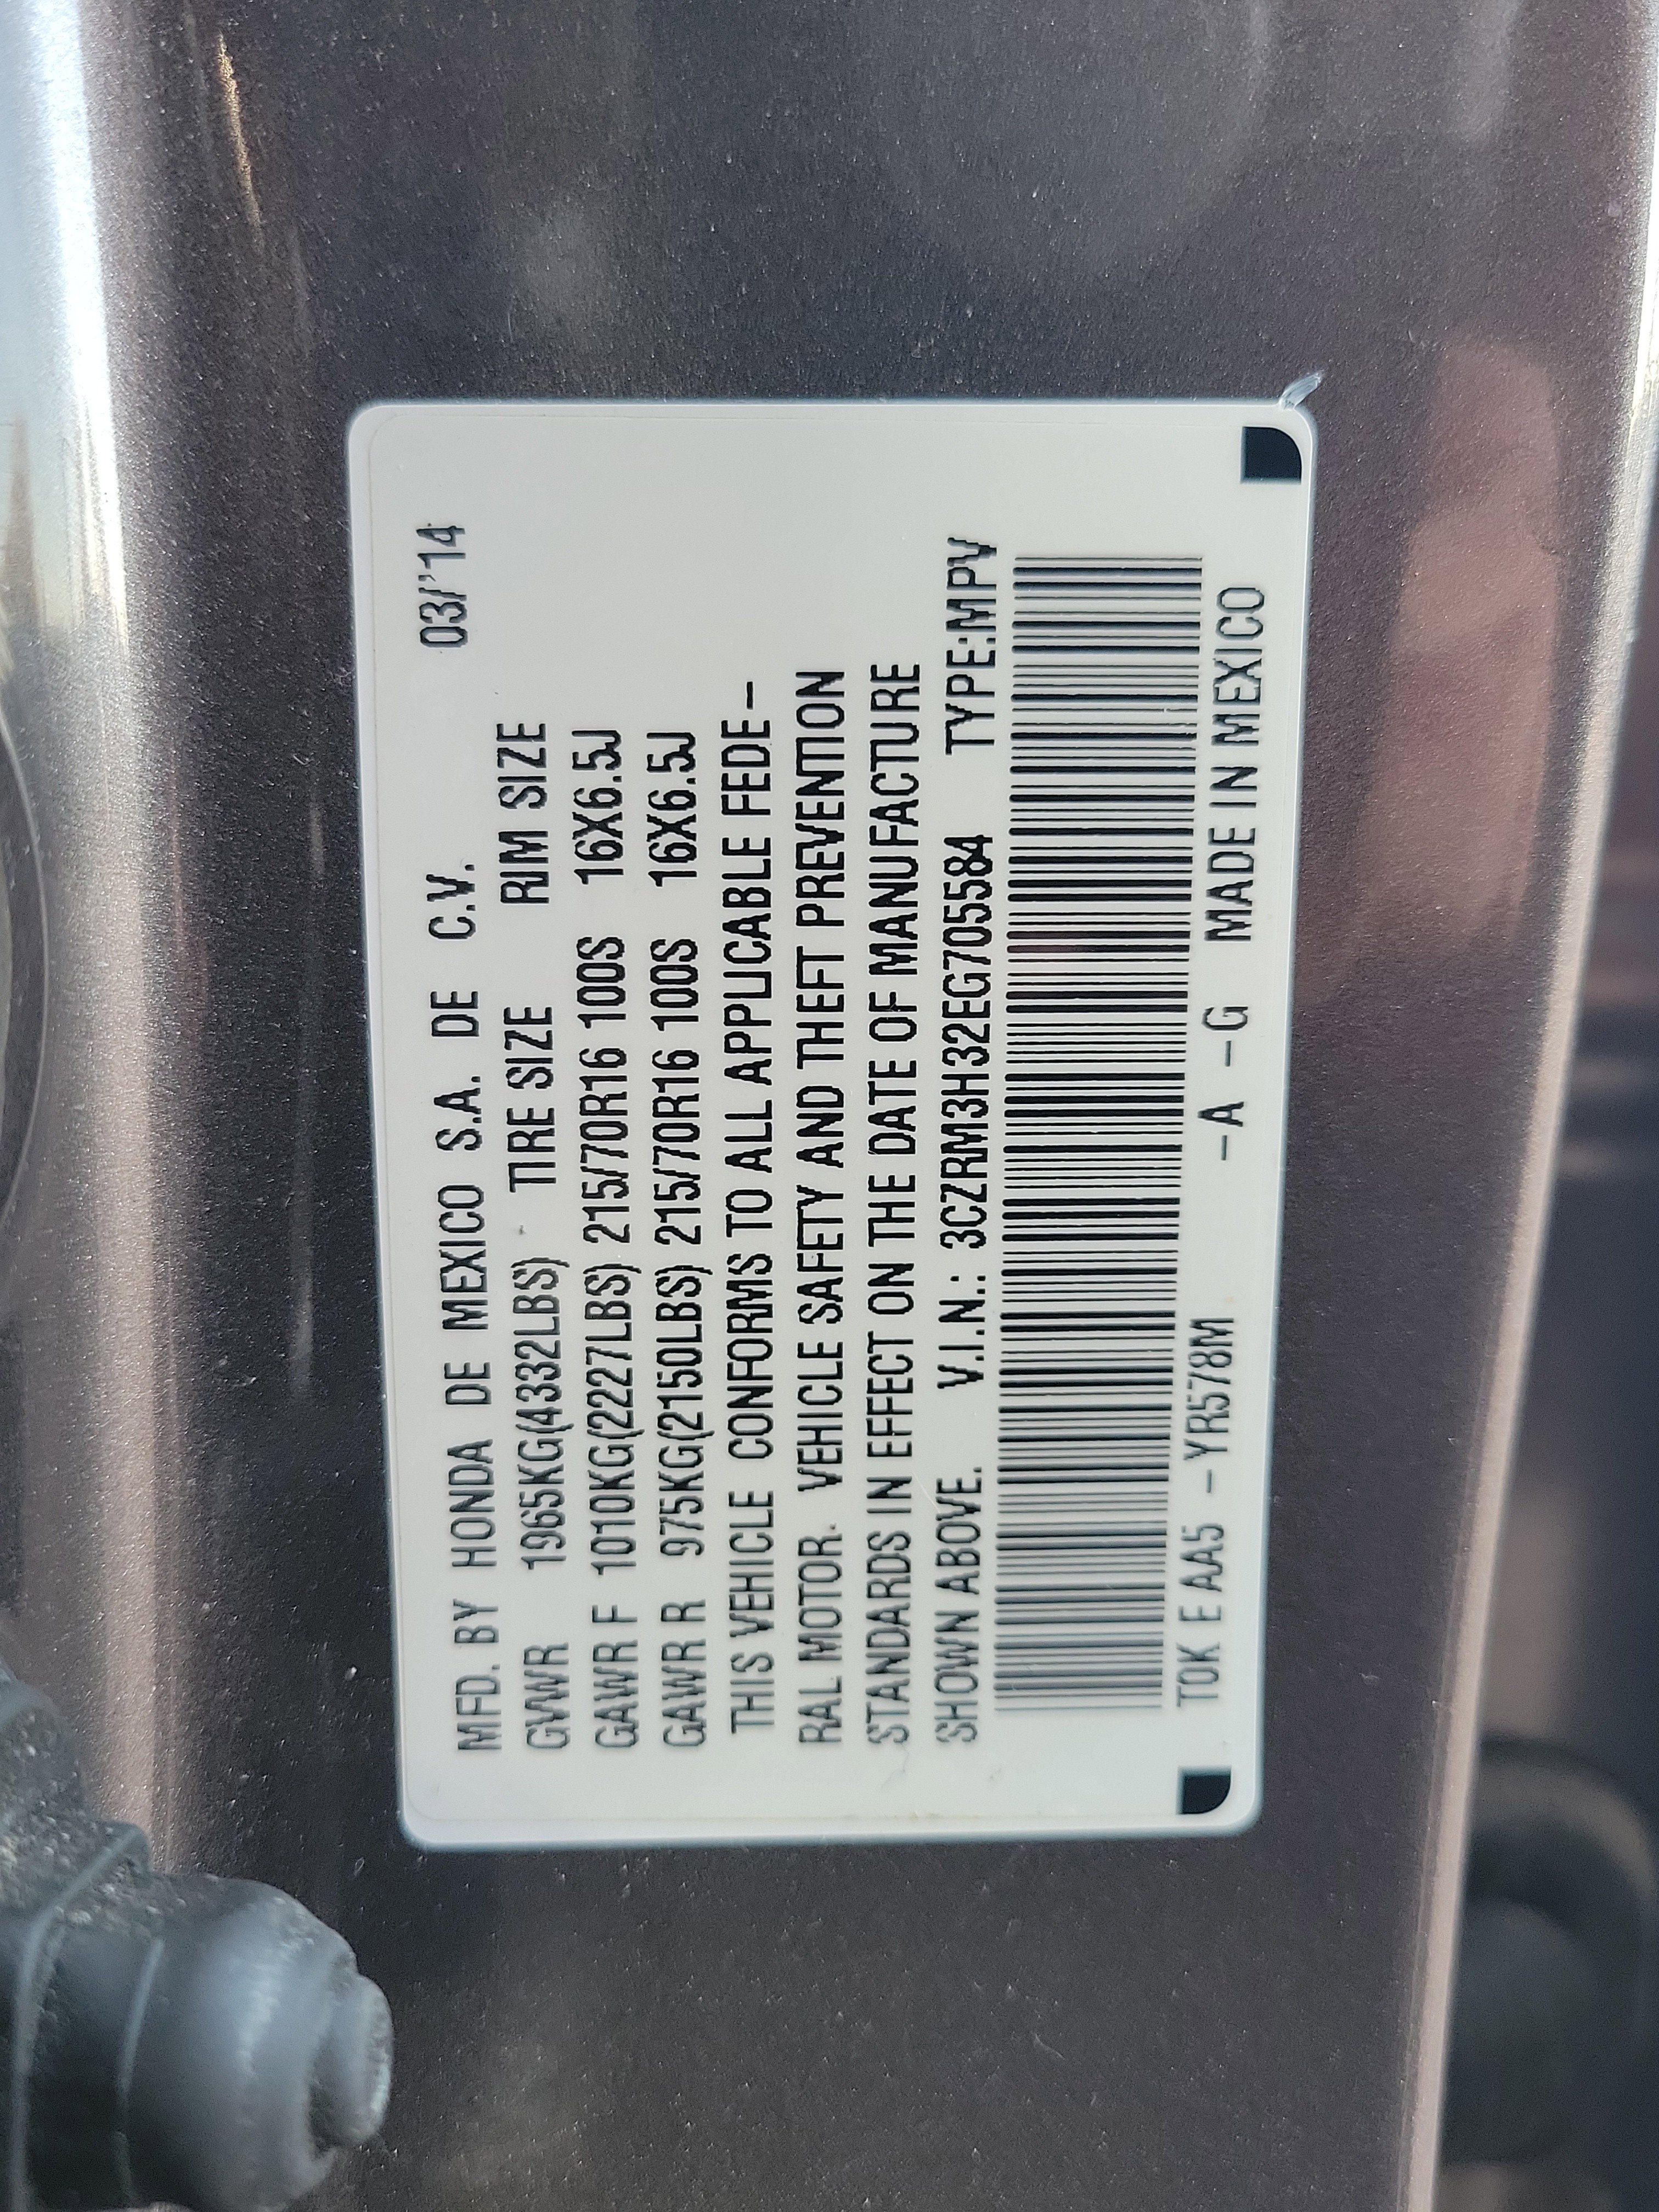 MFD. BY HONDA DE MEXICO S.A. DE C.V. 03/'14
GVWR 1965KG(4332LBS) TIRE SIZE RIM SIZE
GAWR F 1010KG(2227LBS) 215/70R16 100S 16X6.5J
GAWR R 975KG(2150LBS) 215/70R16 100S 16X6.5J
THIS VEHICLE CONFORMS TO ALL APPLICABLE FEDE-
RAL MOTOR VEHICLE SAFETY AND THEFT PREVENTION
STANDARDS IN EFFECT ON THE DATE OF MANUFACTURE
SHOWN ABOVE. V.I.N.: 3CZRM3H32EG705584 TYPE:MPV
T0K E AA5 -YR578M -A -G MADE IN MEXICO